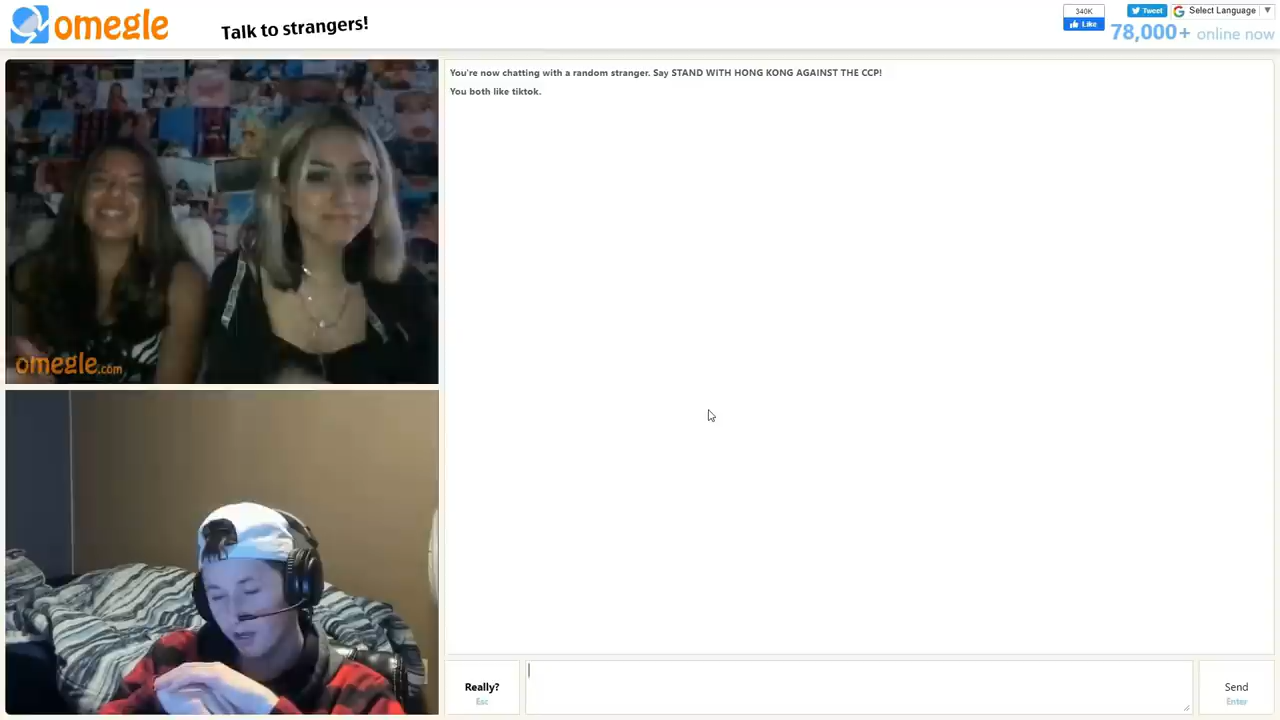 omegle
Talk to strangers!
340K
Like
Tweet
Select Language ▼
78,000+ online now
You're now chatting with a random stranger. Say STAND WITH HONG KONG AGAINST THE CCP!
You both like tiktok.
omegle.com
Really?
Esc
Send
Enter